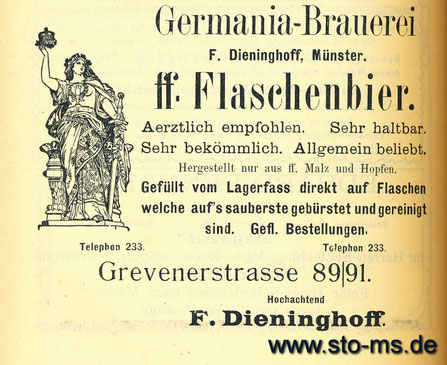 Germania-Brauerei
F. Dieninghoff, Münster.
ff. Flaschenbier.
Aerztlich empfohlen. Sehr haltbar.
Sehr bekömmlich. Allgemein beliebt.
Hergestellt nur aus ff. Malz und Hopfen.
Gefüllt vom Lagerfass direkt auf Flaschen
welche auf's sauberste gebürstet und gereinigt
sind. Gefl. Bestellungen.
Telephon 233. Telephon 233.
Grevenerstrasse 89|91.
Hochachtend
F. Dieninghoff.
www.sto-ms.de